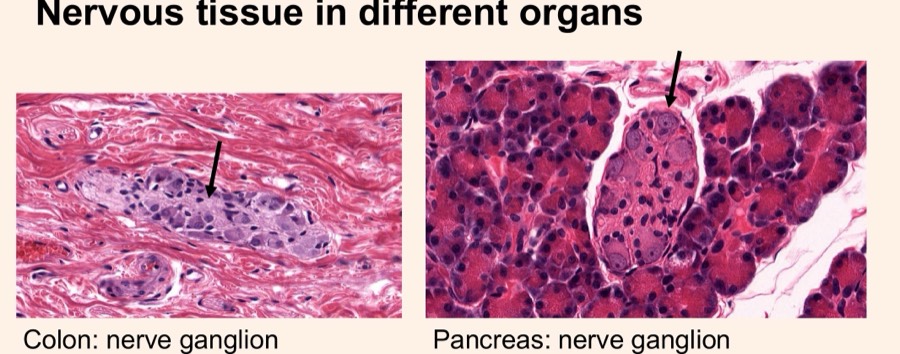 Nervous tissue in different organs
Colon: nerve ganglion
Pancreas: nerve ganglion